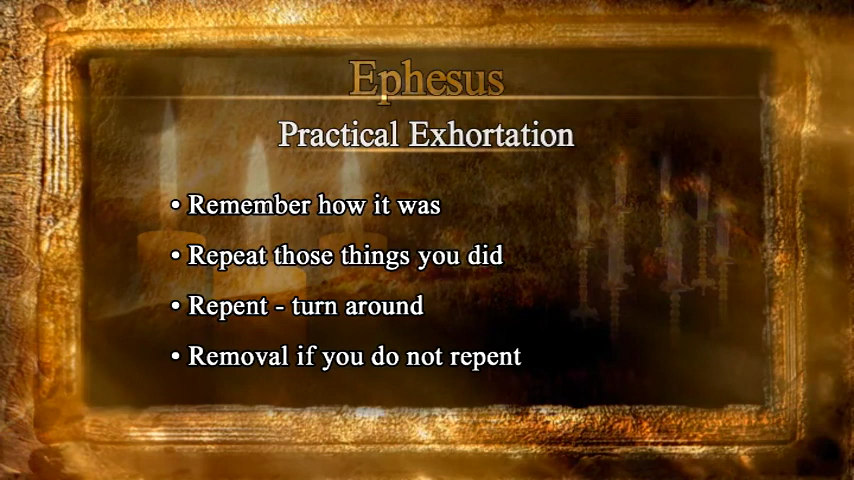 Ephesus
Practical Exhortation
• Remember how it was
• Repeat those things you did
• Repent - turn around
• Removal if you do not repent